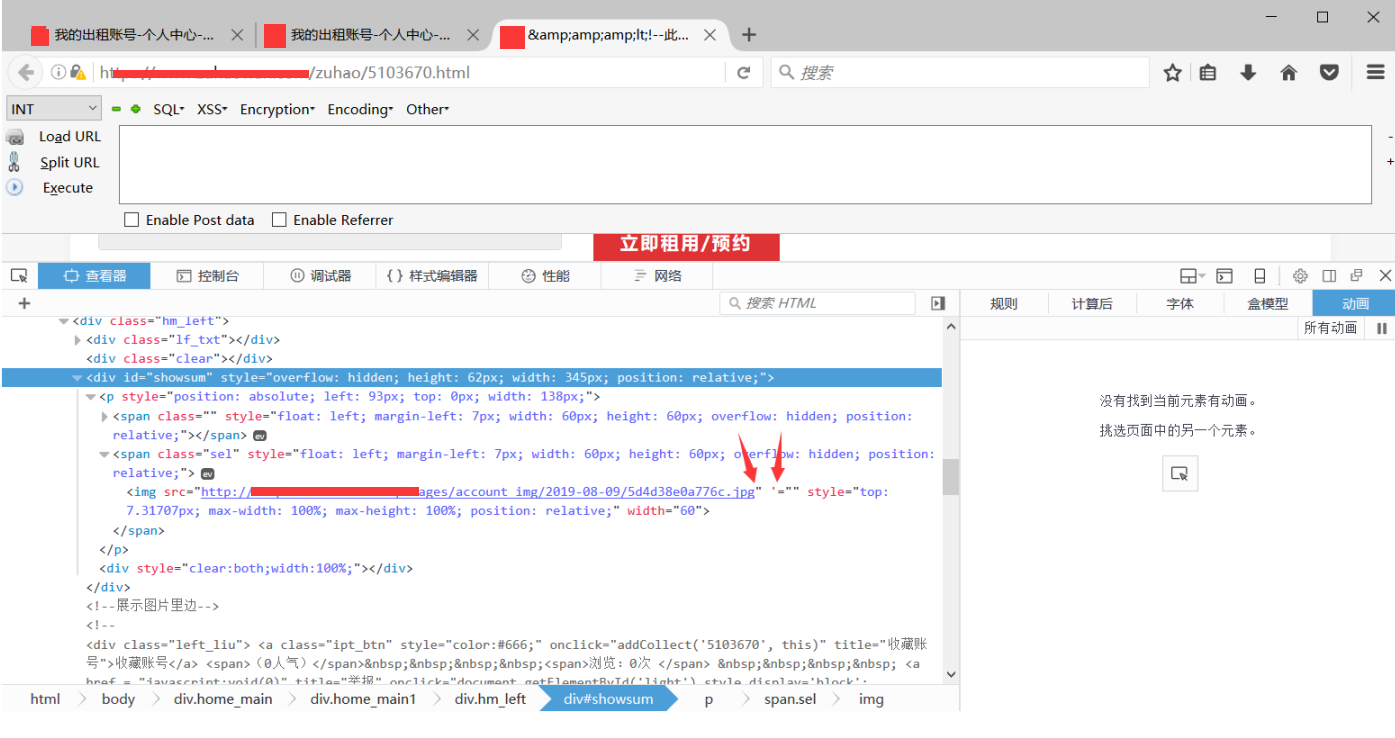 我的出租账号-个人中心-...
我的出租账号-个人中心-...
&amp;amp;amp;lt;!--此...
/zuhao/5103670.html
搜索
INT
SQL
XSS
Encryption
Encoding
Other
Load URL
Split URL
Execute
Enable Post data
Enable Referrer
立即租用/预约
查看器
控制台
调试器
{ } 样式编辑器
性能
网络
+
搜索 HTML
规则
计算后
字体
盒模型
动画
所有动画
<div class="hm_left">
<div class="lf_txt"></div>
<div class="clear"></div>
<div id="showsum" style="overflow: hidden; height: 62px; width: 345px; position: relative;">
<p style="position: absolute; left: 93px; top: 0px; width: 138px;">
<span class="" style="float: left; margin-left: 7px; width: 60px; height: 60px; overflow: hidden; position:
relative;"></span> ev
<span class="sel" style="float: left; margin-left: 7px; width: 60px; height: 60px; overflow: hidden; position:
relative;"> ev
<img src="http://ages/account_img/2019-08-09/5d4d38e0a776c.jpg" '="" style="top:
7.31707px; max-width: 100%; max-height: 100%; position: relative;" width="60">
</span>
</p>
<div style="clear:both;width:100%;"></div>
</div>
<!--展示图片里边-->
<!--
<div class="left_liu"> <a class="ipt_btn" style="color:#666;" onclick="addCollect('5103670', this)" title="收藏账
号">收藏账号</a> <span>（0人气）</span>&nbsp;&nbsp;&nbsp;&nbsp;<span>浏览: 0次 </span> &nbsp;&nbsp;&nbsp;&nbsp; <a
href = "javascript:void(0)" title="举报" onclick="document.getElementById('light').style.display='block';
没有找到当前元素有动画。
挑选页面中的另一个元素。
html
body
div.home_main
div.home_main1
div.hm_left
div#showsum
p
span.sel
img